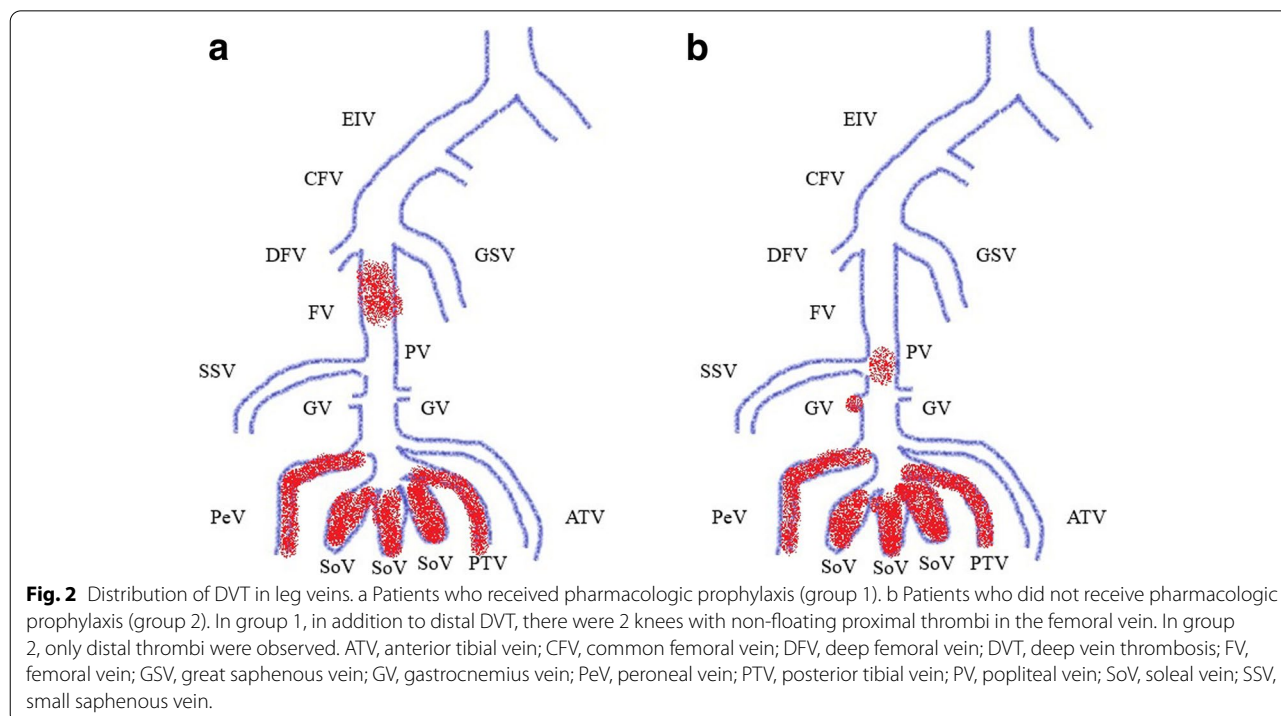 a
b
EIV
EIV
CFV
CFV
DFV
GSV
DFV
GSV
FV
FV
PV
PV
SSV
SSV
GV
GV
GV
GV
PeV
ATV
PeV
ATV
SoV SoV SoV PTV
SoV SoV SoV PTV
Fig. 2 Distribution of DVT in leg veins. a Patients who received pharmacologic prophylaxis (group 1). b Patients who did not receive pharmacologic
prophylaxis (group 2). In group 1, in addition to distal DVT, there were 2 knees with non-floating proximal thrombi in the femoral vein. In group
2, only distal thrombi were observed. ATV, anterior tibial vein; CFV, common femoral vein; DFV, deep femoral vein; DVT, deep vein thrombosis; FV,
femoral vein; GSV, great saphenous vein; GV, gastrocnemius vein; PeV, peroneal vein; PTV, posterior tibial vein; PV, popliteal vein; SoV, soleal vein; SSV,
small saphenous vein.